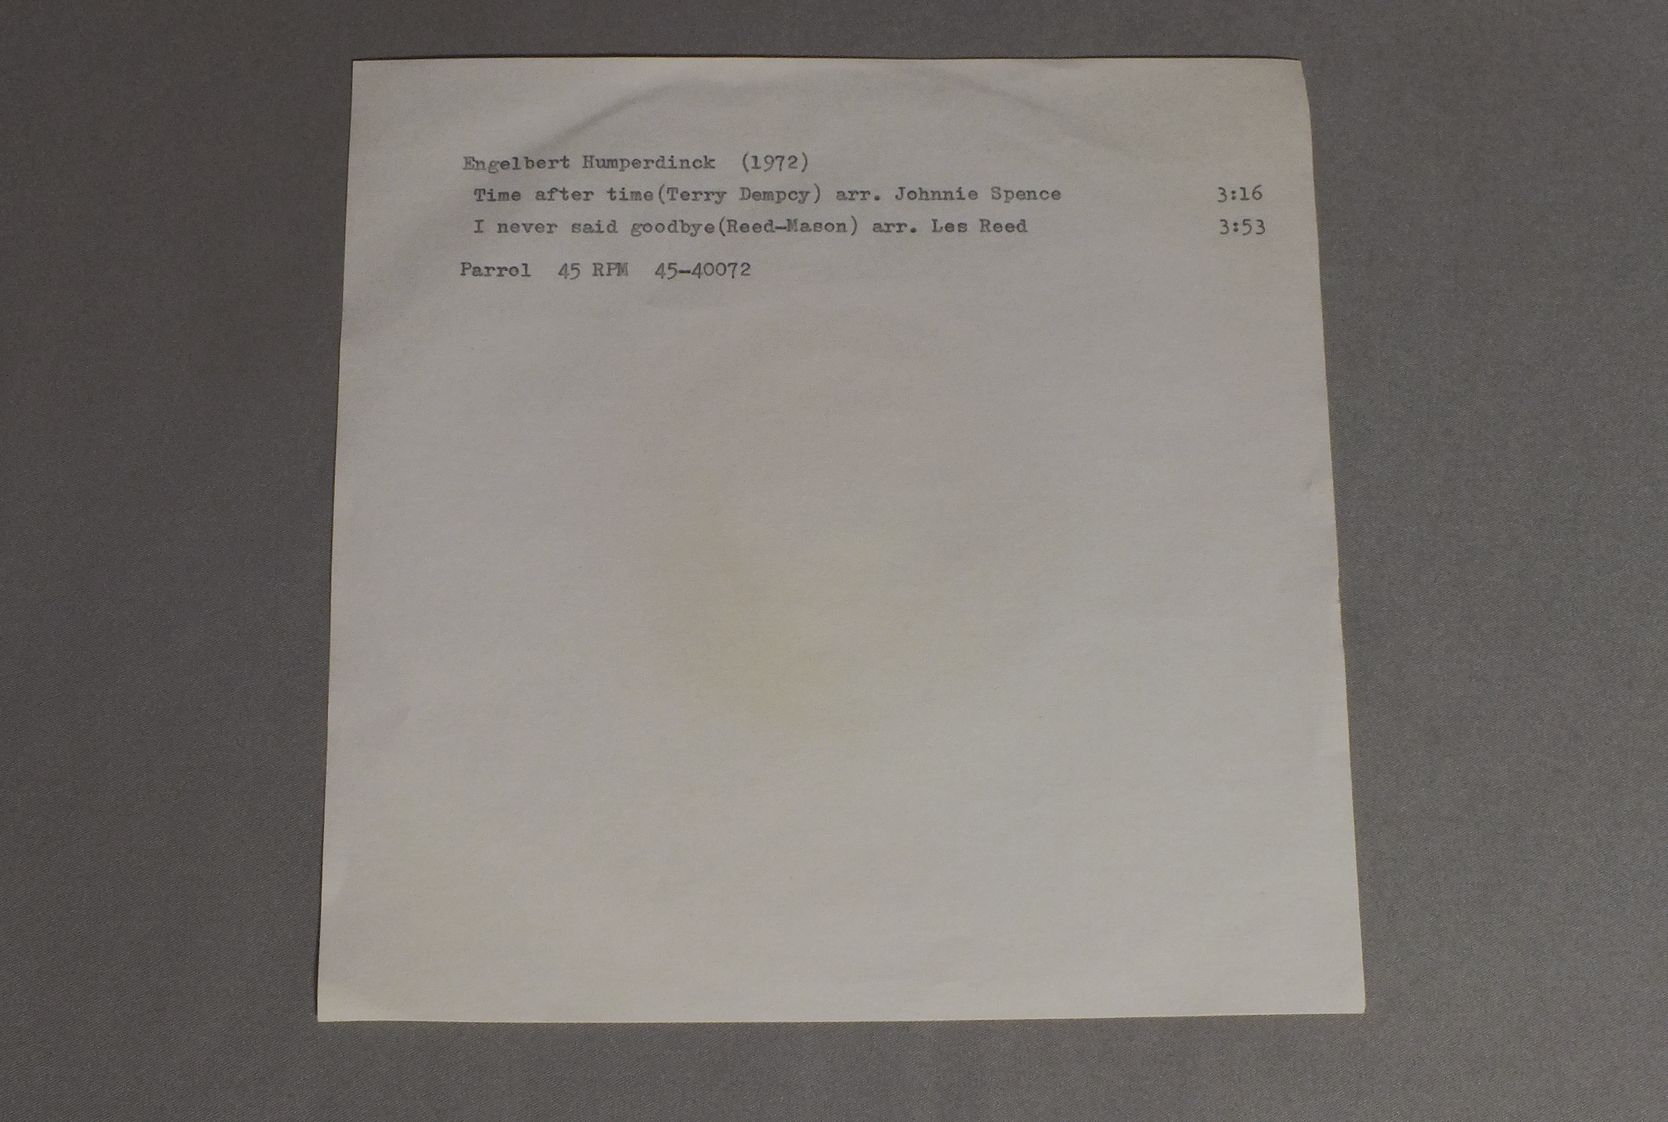 Engelbert Humperdinck (1972)
Time after time(Terry Dempcy) arr. Johnnie Spence 3:16
I never said goodbye(Reed-Mason) arr. Les Reed 3:53
Parrol 45 RPM 45-40072